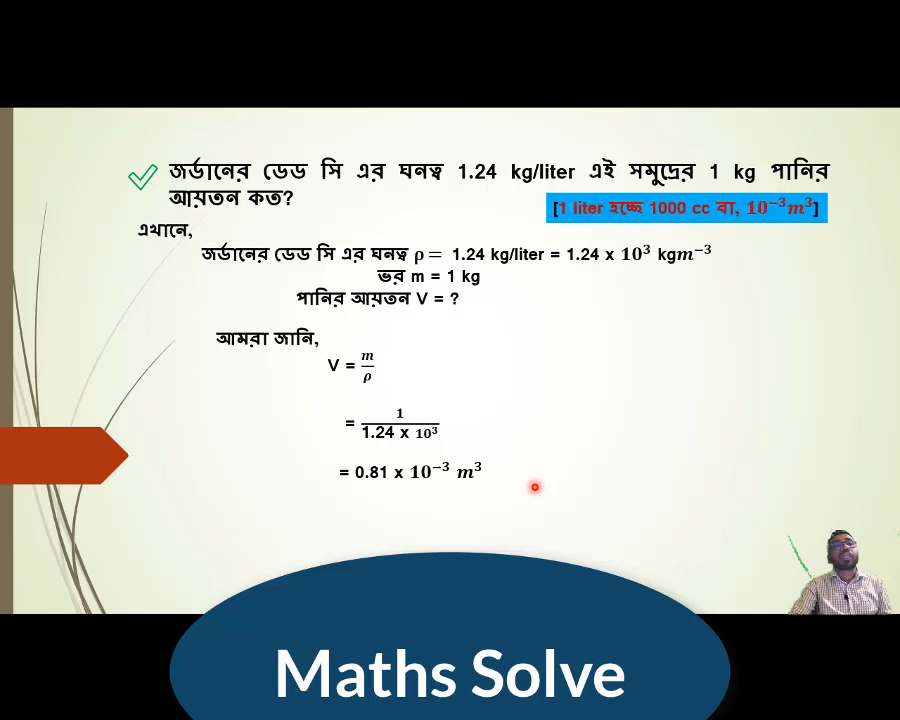 জর্ডানের ডেড সি এর ঘনত্ব 1.24 kg/liter এই সমুদ্রের 1 kg পানির
আয়তন কত?
[1 liter হচ্ছে 1000 cc বা, 10⁻³m³]
এখানে,
জর্ডানের ডেড সি এর ঘনত্ব ρ = 1.24 kg/liter = 1.24 x 10³ kgm⁻³
ভর m = 1 kg
পানির আয়তন V = ?
আমরা জানি,
V = m/ρ
= 1/(1.24 x 10³)
= 0.81 x 10⁻³ m³
Maths Solve